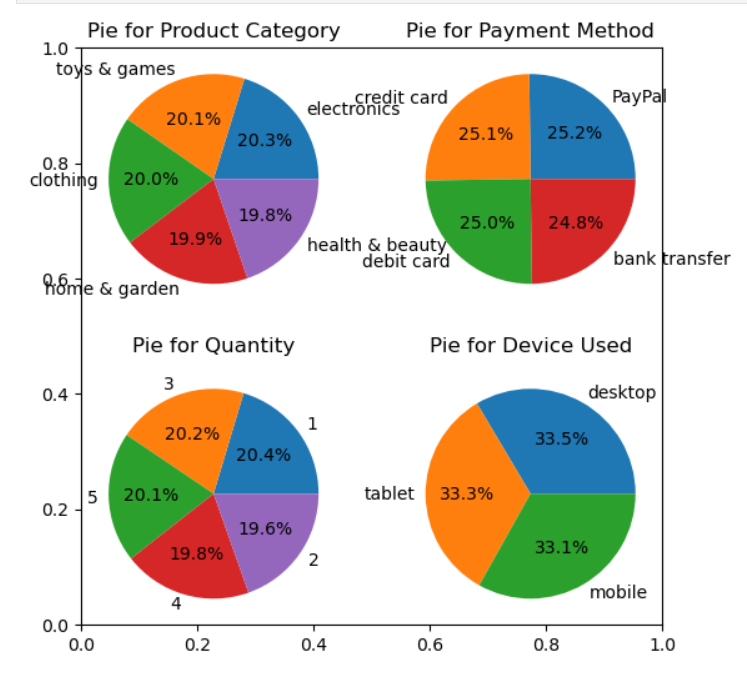 Pie for Product Category
Pie for Payment Method
1.0
toys & games
electronics
20.1%
20.3%
clothing
20.0%
19.8%
19.9%
health & beauty
home & garden
credit card
PayPal
25.1%
25.2%
25.0%
24.8%
debit card
bank transfer
0.8
0.6
Pie for Quantity
Pie for Device Used
3
1
20.2%
20.4%
5
20.1%
19.6%
19.8%
2
4
desktop
33.5%
tablet
33.3%
33.1%
mobile
0.4
0.2
0.0
0.0
0.2
0.4
0.6
0.8
1.0